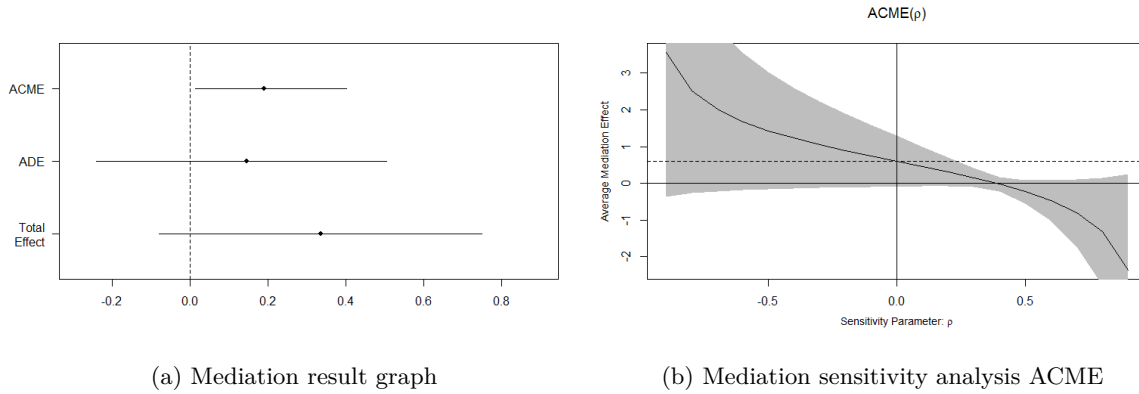 ACME
ADE
Total
Effect
-0.2
0.0
0.2
0.4
0.6
0.8
(a) Mediation result graph
ACME(ρ)
Average Mediation Effect
3
2
1
0
-1
-2
-0.5
0.0
0.5
Sensitivity Parameter: ρ
(b) Mediation sensitivity analysis ACME